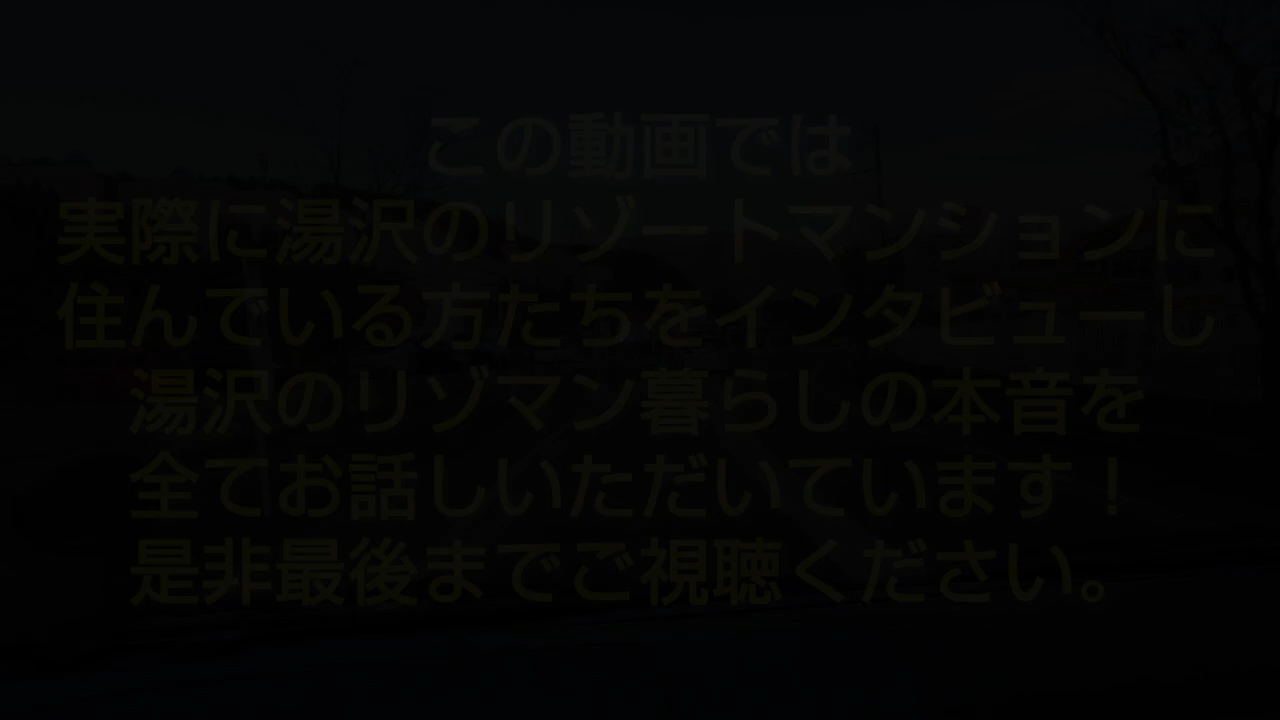 この動画では
実際に湯沢のリゾートマンションに
住んでいる方たちをインタビューし
湯沢のリゾマン暮らしの本音を
全てお話しいただいています！
是非最後までご視聴ください。